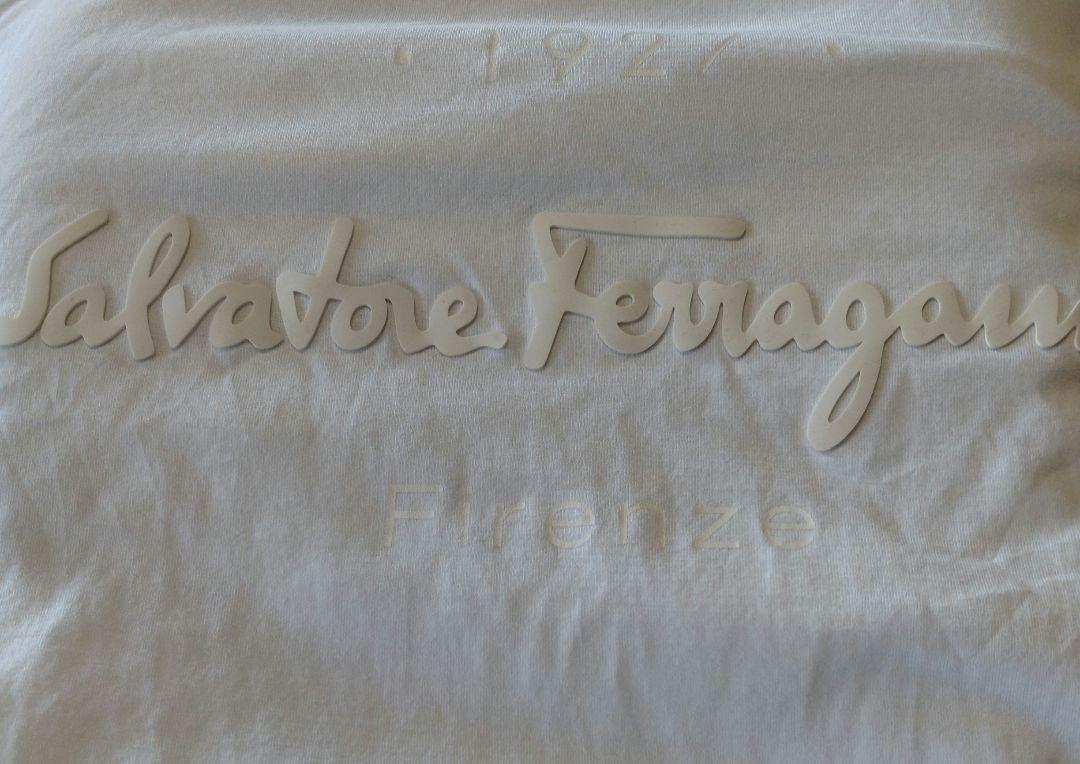 • 1927 •
Salvatore Ferragam
Firenze